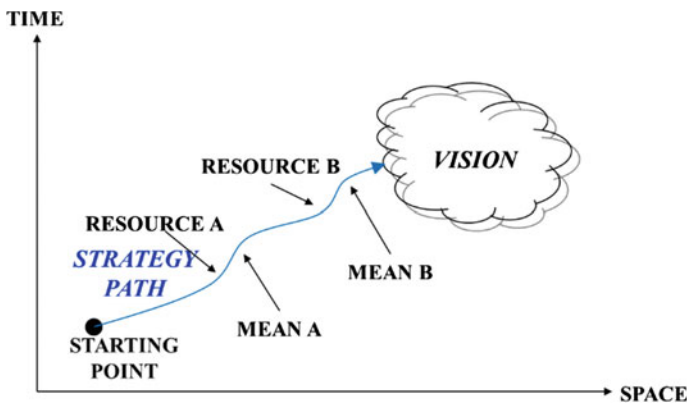 TIME
VISION
RESOURCE B
RESOURCE A
STRATEGY
PATH
MEAN B
MEAN A
STARTING
POINT
SPACE